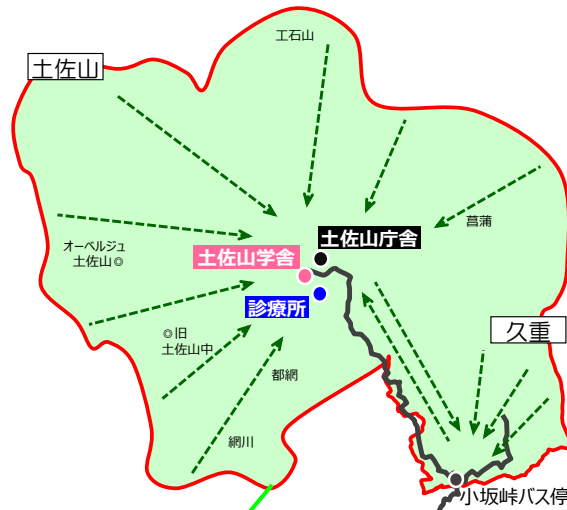 工石山
土佐山
菖蒲
土佐山庁舎
オーベルジュ
土佐山◎
土佐山学舎
診療所
久重
◎旧
土佐山中
都網
網川
小坂峠バス停